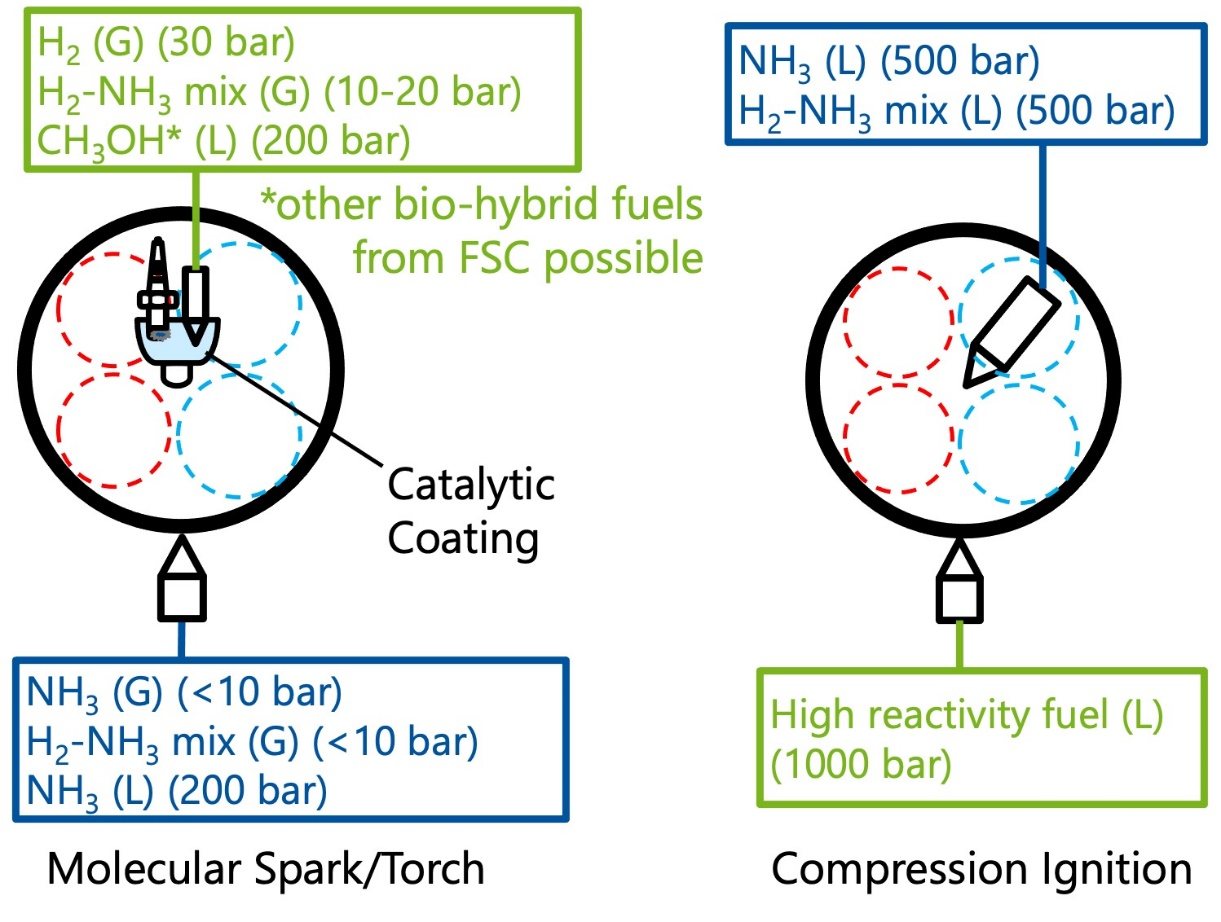 H₂ (G) (30 bar)
H₂-NH₃ mix (G) (10-20 bar)
CH₃OH* (L) (200 bar)
*other bio-hybrid fuels
from FSC possible
Catalytic
Coating
NH₃ (G) (<10 bar)
H₂-NH₃ mix (G) (<10 bar)
NH₃ (L) (200 bar)
Molecular Spark/Torch
NH₃ (L) (500 bar)
H₂-NH₃ mix (L) (500 bar)
High reactivity fuel (L)
(1000 bar)
Compression Ignition